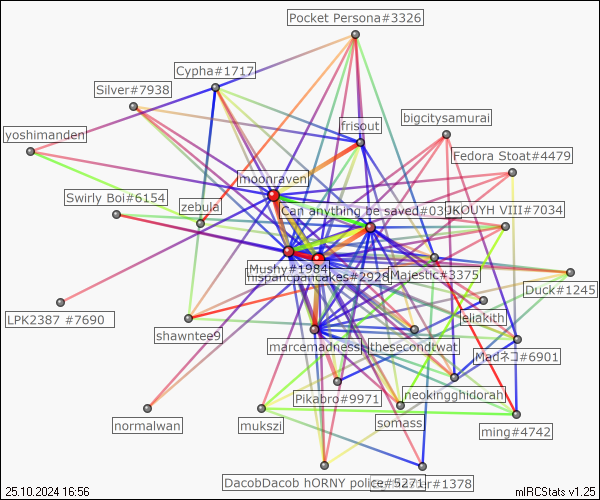 Pocket Persona#3326
Cypha#1717
Silver#7938
bigcitysamurai
frisout
yoshimanden
Fedora Stoat#4479
moonraven
Swirly Boi#6154
zebula
Can anything be saved#03
JKOUYH VIII#7034
Mushy#1984
hispanopancakes#2928
Majestic#3375
Duck#1245
LPK2387 #7690
eliakith
shawntee9
marcemadness
thesecondtwat
Madネコ#6901
Pikabro#9971
neokingghidorah
normalwan
mukszi
somass
ming#4742
DacobDacob hORNY police#5271
#1378
25.10.2024 16:56
mIRCStats v1.25